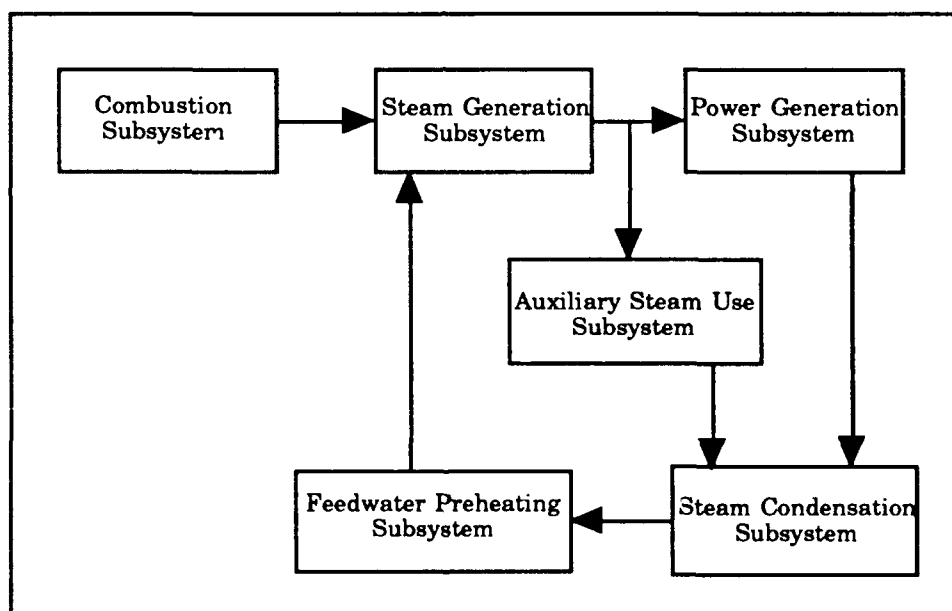 Combustion
Subsystem
Steam Generation
Subsystem
Power Generation
Subsystem
Auxiliary Steam Use
Subsystem
Feedwater Preheating
Subsystem
Steam Condensation
Subsystem